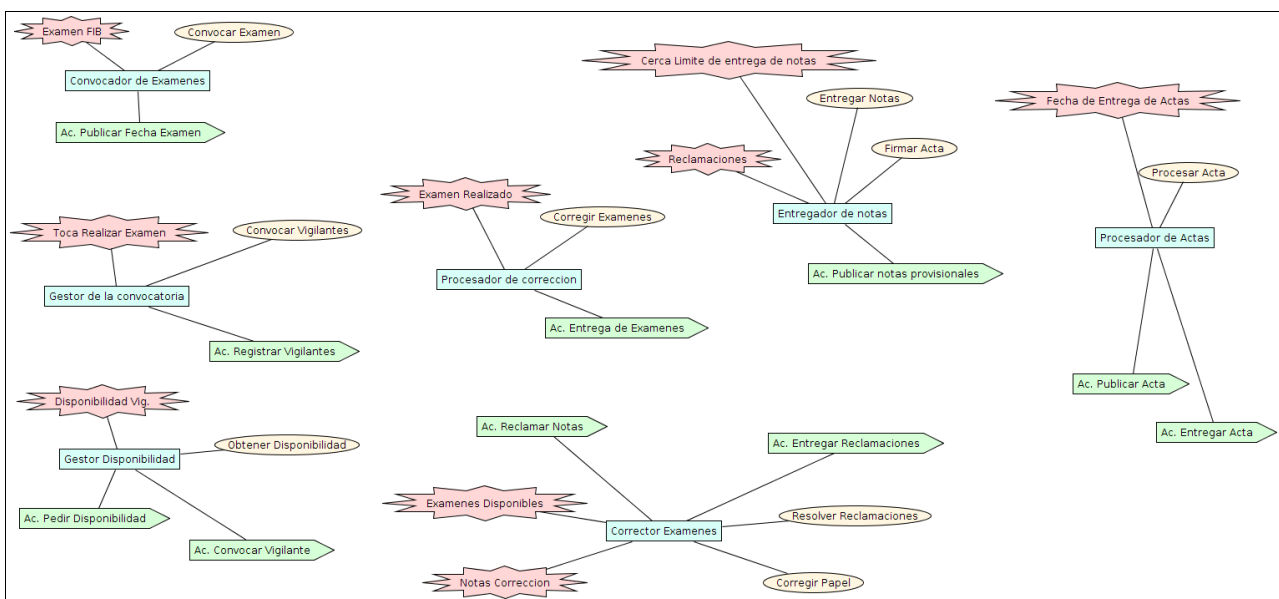 Examen FIB
Convocar Examen
Convocador de Examenes
Ac. Publicar Fecha Examen
Toca Realizar Examen
Convocar Vigilantes
Gestor de la convocatoria
Ac. Registrar Vigilantes
Disponibilidad Vig.
Obtener Disponibilidad
Gestor Disponibilidad
Ac. Pedir Disponibilidad
Ac. Convocar Vigilante
Examen Realizado
Corregir Examenes
Procesador de correccion
Ac. Entrega de Examenes
Cerca Limite de entrega de notas
Entregar Notas
Firmar Acta
Reclamaciones
Entregador de notas
Ac. Publicar notas provisionales
Fecha de Entrega de Actas
Procesar Acta
Procesador de Actas
Ac. Publicar Acta
Ac. Entregar Acta
Ac. Reclamar Notas
Ac. Entregar Reclamaciones
Examenes Disponibles
Resolver Reclamaciones
Corrector Examenes
Notas Correccion
Corregir Papel